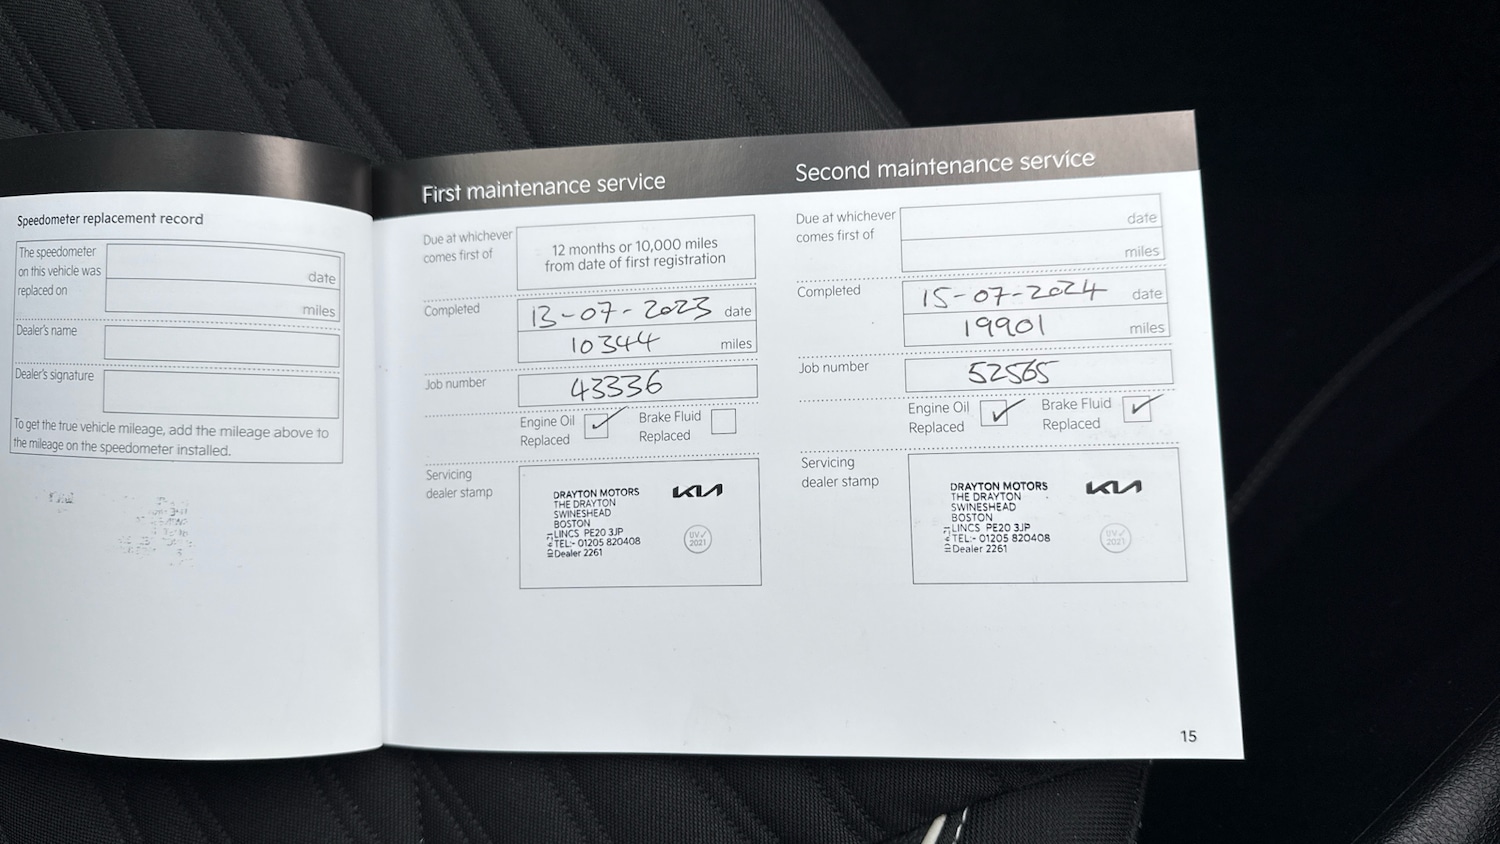 Speedometer replacement record
The speedometer
on this vehicle was
replaced on
date
miles
Dealer's name
Dealer's signature
To get the true vehicle mileage, add the mileage above to
the mileage on the speedometer installed.
First maintenance service
Due at whichever
comes first of
12 months or 10,000 miles
from date of first registration
Completed
13-07-2023 date
10344 miles
Job number
43336
Engine Oil
Replaced
Brake Fluid
Replaced
Servicing
dealer stamp
DRAYTON MOTORS
THE DRAYTON
SWINESHEAD
BOSTON
LINCS PE20 3JP
TEL:- 01205 820408
Dealer 2261
KIA
UV✓
2021
Second maintenance service
Due at whichever
comes first of
date
miles
Completed
15-07-2024 date
19901 miles
Job number
52565
Engine Oil
Replaced
Brake Fluid
Replaced
Servicing
dealer stamp
DRAYTON MOTORS
THE DRAYTON
SWINESHEAD
BOSTON
LINCS PE20 3JP
TEL:- 01205 820408
Dealer 2261
KIA
UV✓
2021
15